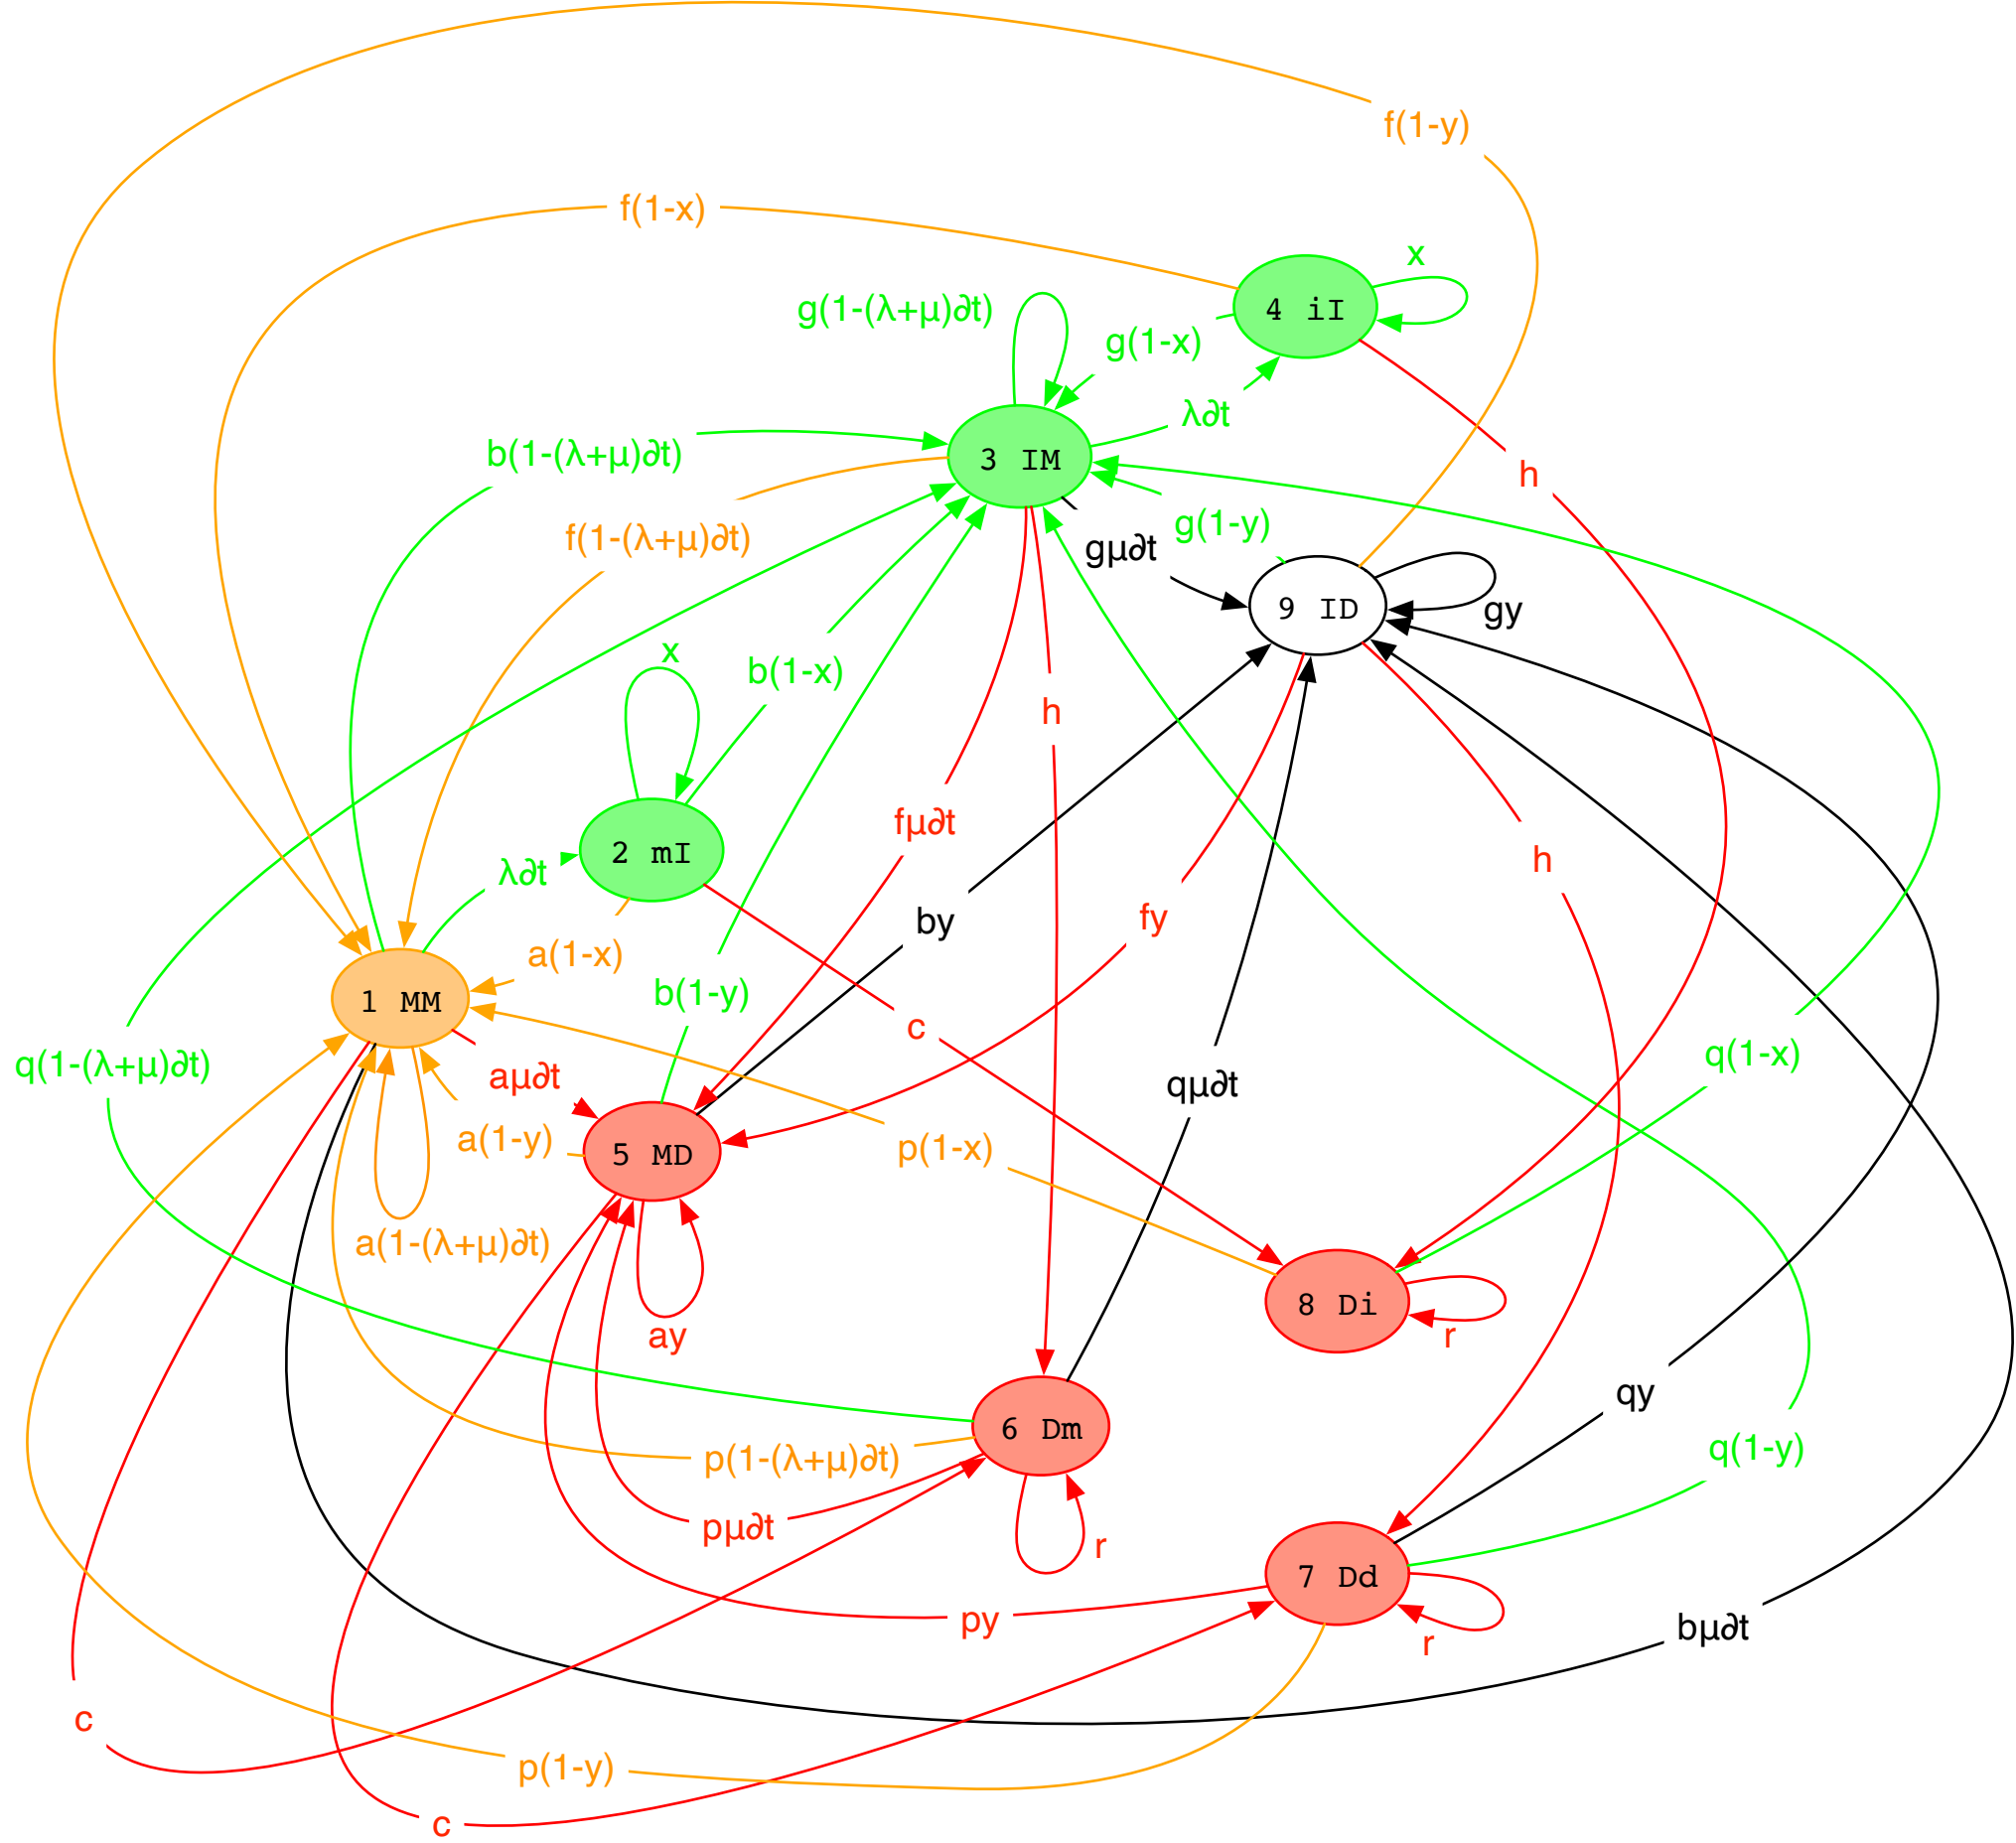 f(1-y)
f(1-x)
x
4 iI
g(1-(λ+μ)∂t)
g(1-x)
λ∂t
b(1-(λ+μ)∂t)
3 IM
h
g(1-y)
f(1-(λ+μ)∂t)
gμ∂t
9 ID
gy
x
b(1-x)
h
fμ∂t
2 mI
h
λ∂t
by
fy
a(1-x)
b(1-y)
1 MM
c
q(1-(λ+μ)∂t)
aμ∂t
qμ∂t
q(1-x)
a(1-y)
5 MD
p(1-x)
a(1-(λ+μ)∂t)
8 Di
ay
r
qy
6 Dm
q(1-y)
p(1-(λ+μ)∂t)
pμ∂t
r
7 Dd
py
r
bμ∂t
c
p(1-y)
c